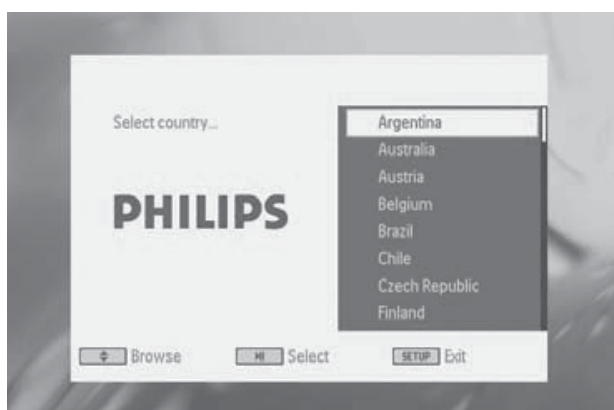 Select country...
PHILIPS
Argentina
Australia
Austria
Belgium
Brazil
Chile
Czech Republic
Finland
Browse
Select
SETUP Exit